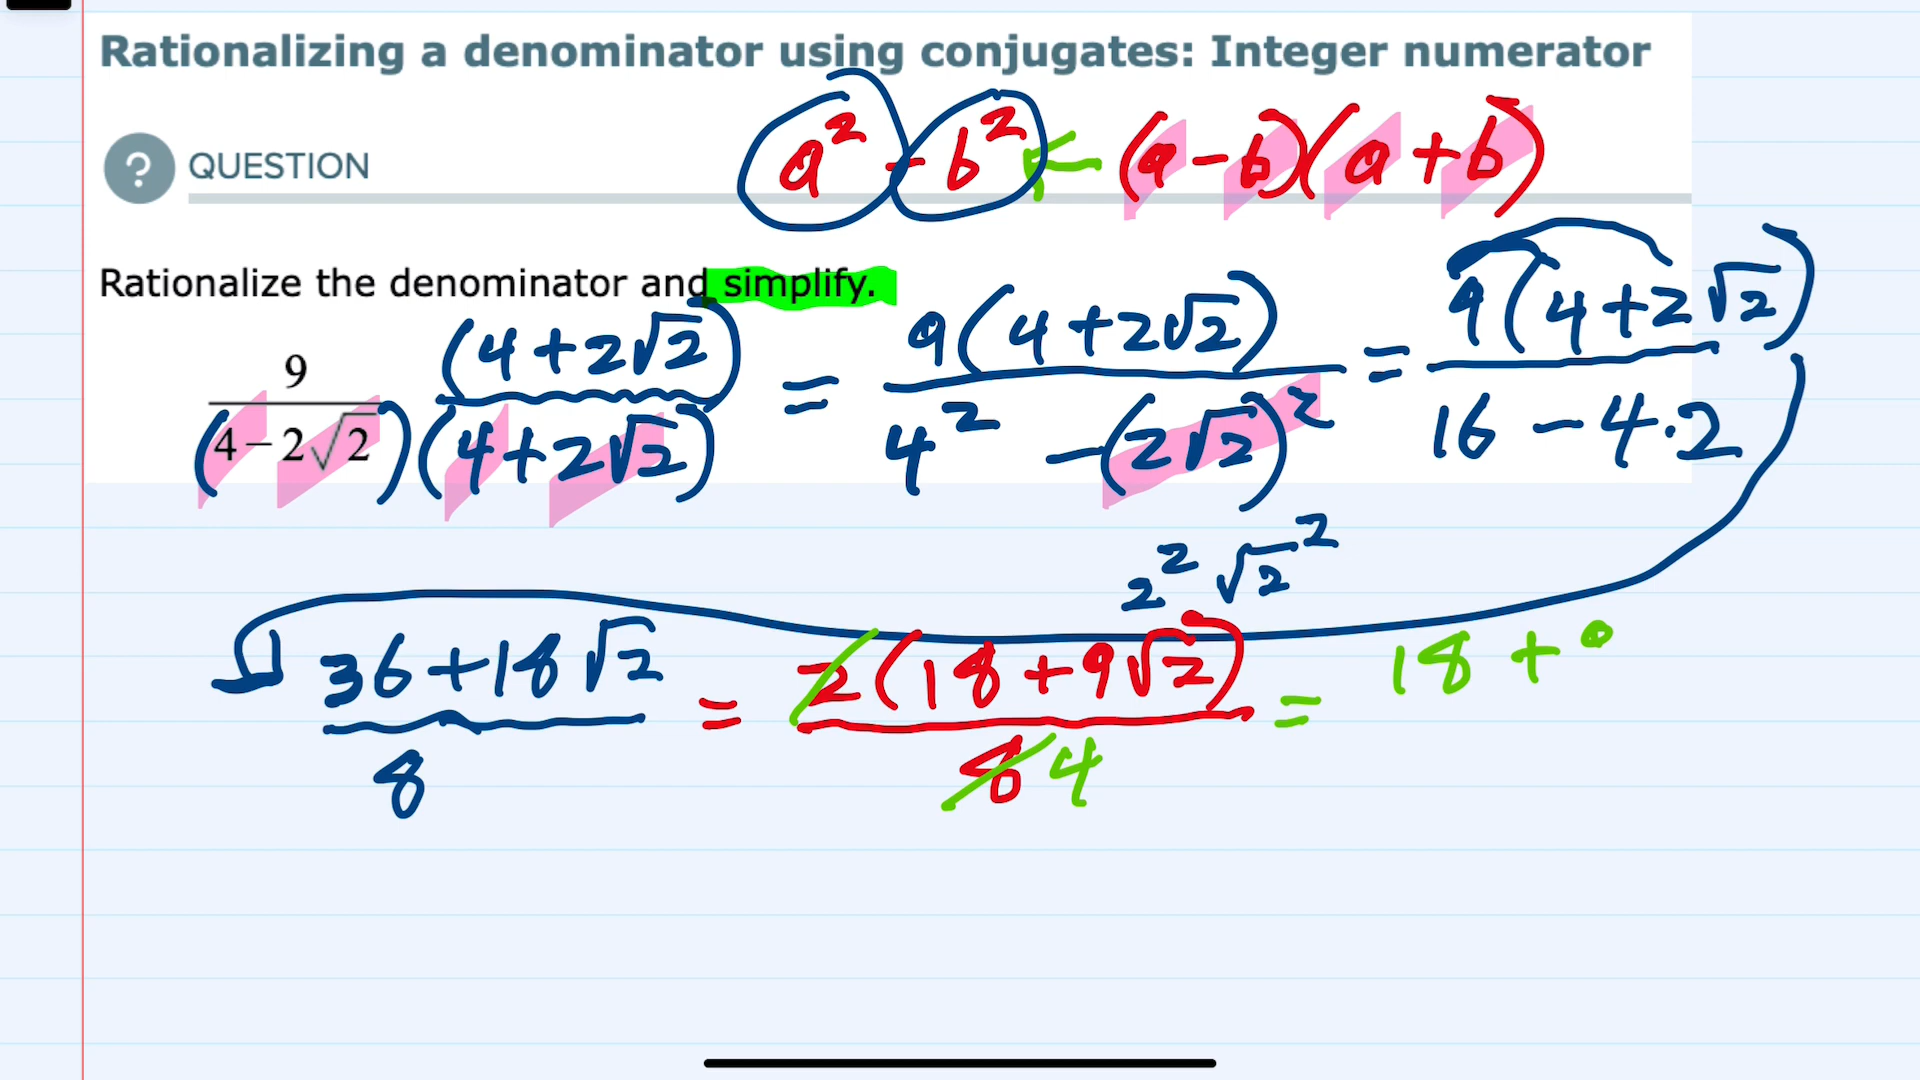 Rationalizing a denominator using conjugates: Integer numerator
a² - b² ← (a-b)(a+b)
? QUESTION
Rationalize the denominator and simplify.
9/(4-2√2) (4+2√2)/(4+2√2) = 9(4+2√2)/4² -(2√2)² = 9(4+2√2)/16-4·2
2² √2²
36+18√2/8 = 2(18+9√2)/8 4 = 18 +